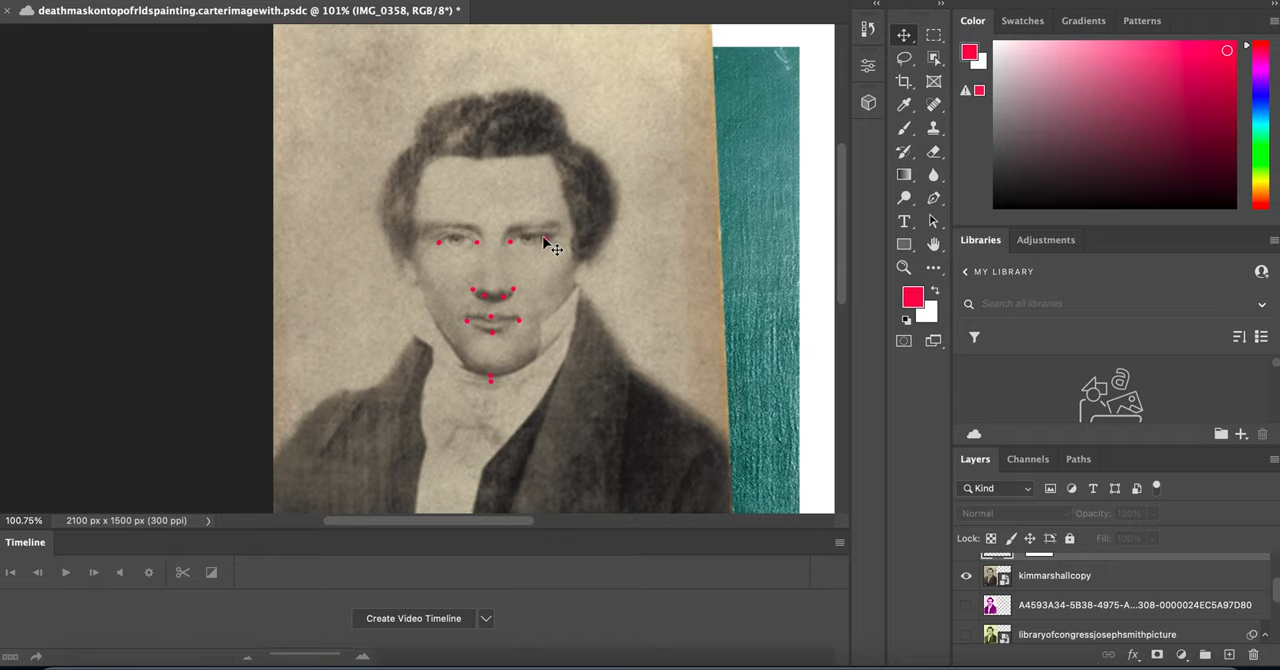 deathmaskontopofrldspainting.carterimagewith.psdc @ 101% (IMG_0358, RGB/8*) *
Color
Swatches
Gradients
Patterns
Libraries
Adjustments
MY LIBRARY
Search all libraries
Layers
Channels
Paths
Kind
Normal
Opacity: 100%
Lock:
Fill: 100%
kimmarshallcopy
A4593A34-5B38-4975-A...308-0000024EC5A97D80
libraryofcongressjosephsmithpicture
100.75%
2100 px x 1500 px (300 ppi)
Timeline
Create Video Timeline